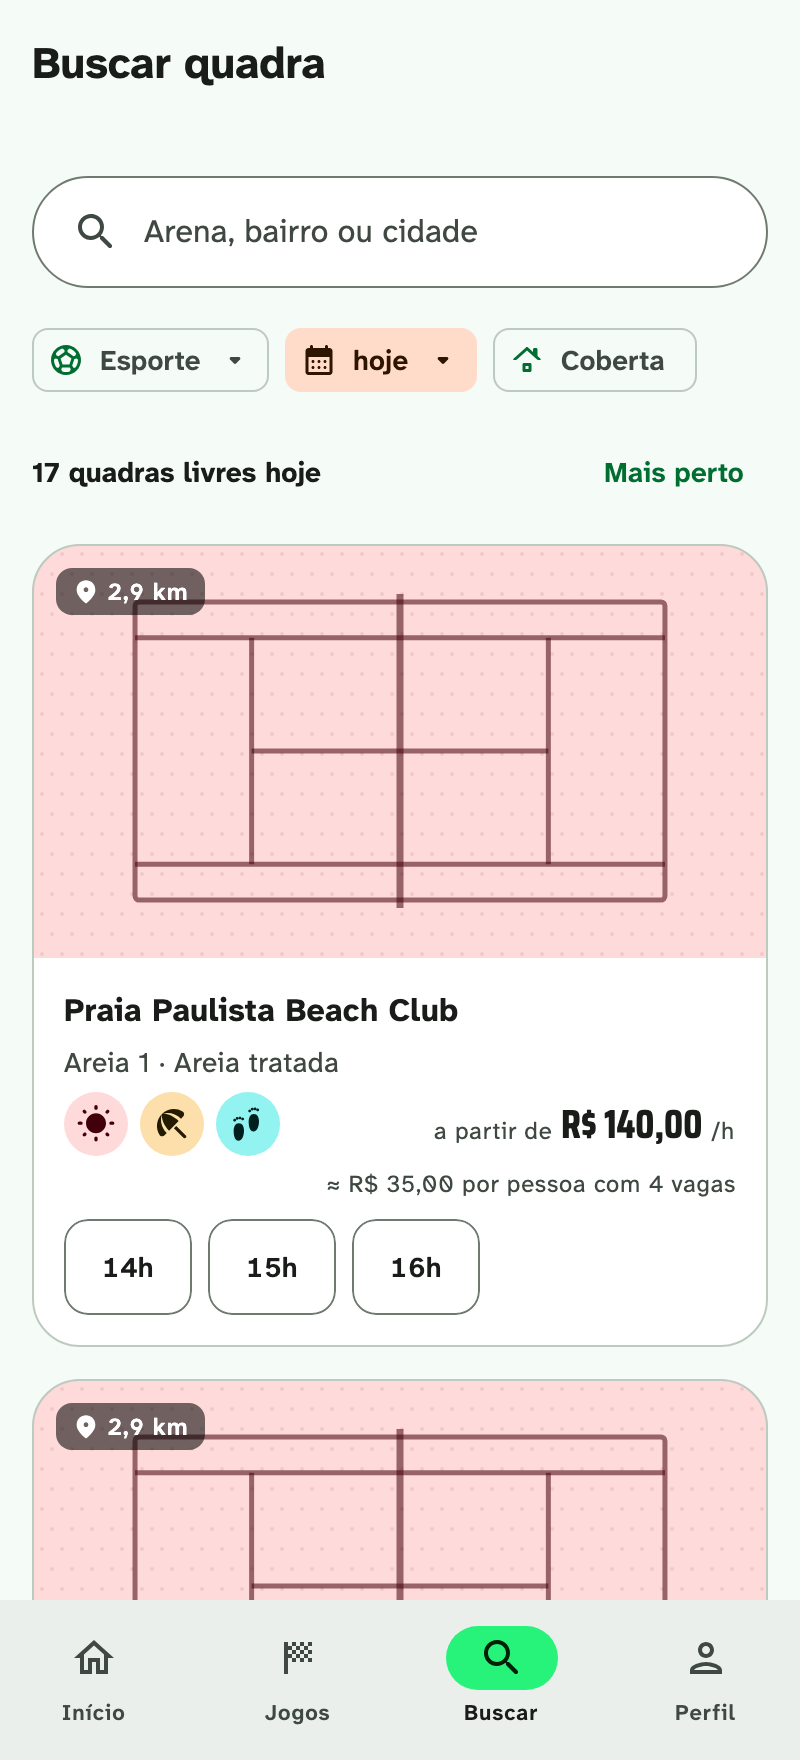 Buscar quadra
Arena, bairro ou cidade
Esporte hoje Coberta
17 quadras livres hoje Mais perto
2,9 km
Praia Paulista Beach Club
Areia 1 · Areia tratada
a partir de R$ 140,00 /h
≈ R$ 35,00 por pessoa com 4 vagas
14h 15h 16h
2,9 km
Início Jogos Buscar Perfil